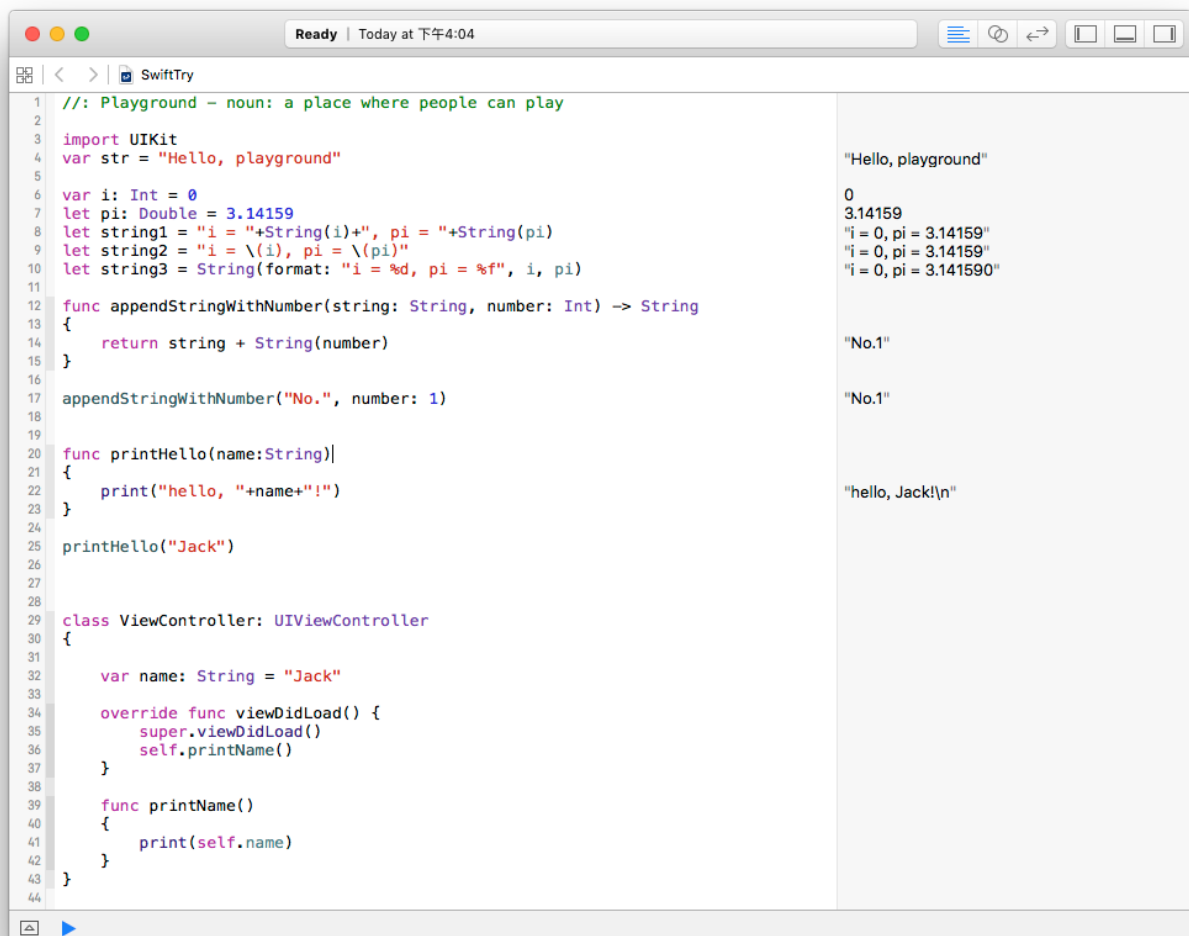 Ready | Today at 下午4:04
SwiftTry
1 //: Playground – noun: a place where people can play
2
3 import UIKit
4 var str = "Hello, playground" "Hello, playground"
5
6 var i: Int = 0 0
7 let pi: Double = 3.14159 3.14159
8 let string1 = "i = "+String(i)+", pi = "+String(pi) "i = 0, pi = 3.14159"
9 let string2 = "i = \(i), pi = \(pi)" "i = 0, pi = 3.14159"
10 let string3 = String(format: "i = %d, pi = %f", i, pi) "i = 0, pi = 3.141590"
11
12 func appendStringWithNumber(string: String, number: Int) -> String
13 {
14 return string + String(number) "No.1"
15 }
16
17 appendStringWithNumber("No.", number: 1) "No.1"
18
19
20 func printHello(name:String)
21 {
22 print("hello, "+name+"!") "hello, Jack!\n"
23 }
24
25 printHello("Jack")
26
27
28
29 class ViewController: UIViewController
30 {
31
32 var name: String = "Jack"
33
34 override func viewDidLoad() {
35 super.viewDidLoad()
36 self.printName()
37 }
38
39 func printName()
40 {
41 print(self.name)
42 }
43 }
44